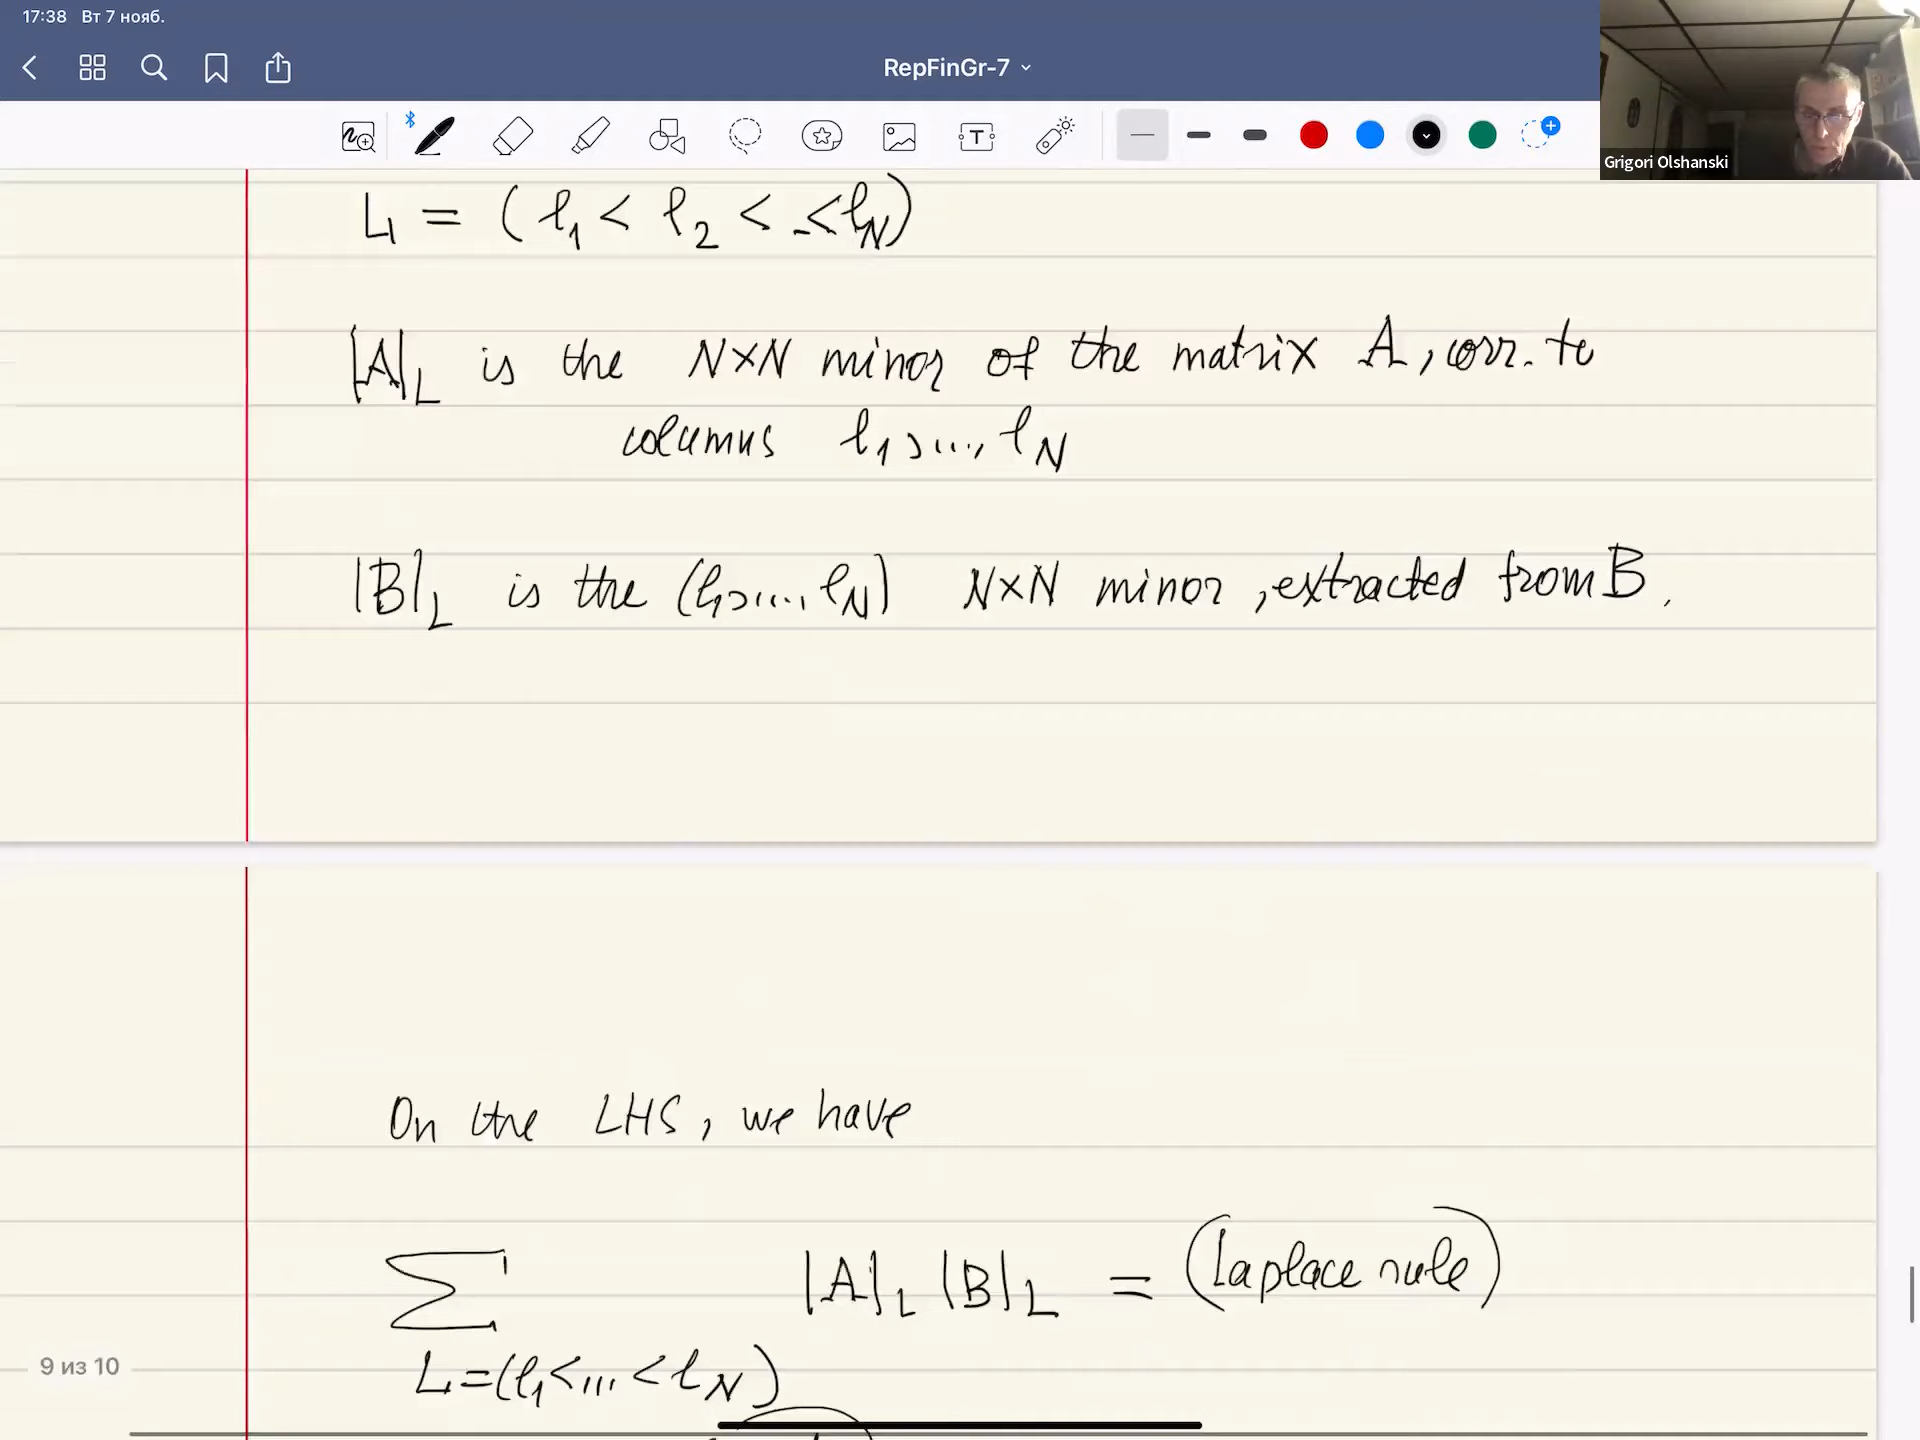 17:38 Вт 7 нояб.
RepFinGr-7
Grigori Olshanski
L = (l₁ < l₂ < ... < l_N)
|A|_L is the N×N minor of the matrix A, corr. to
columns l₁, ..., l_N
|B|_L is the (l₁, ..., l_N) N×N minor, extracted from B.
On the LHS, we have
∑ |A|_L |B|_L = (Laplace rule)
L=(l₁<...<l_N)
9 из 10